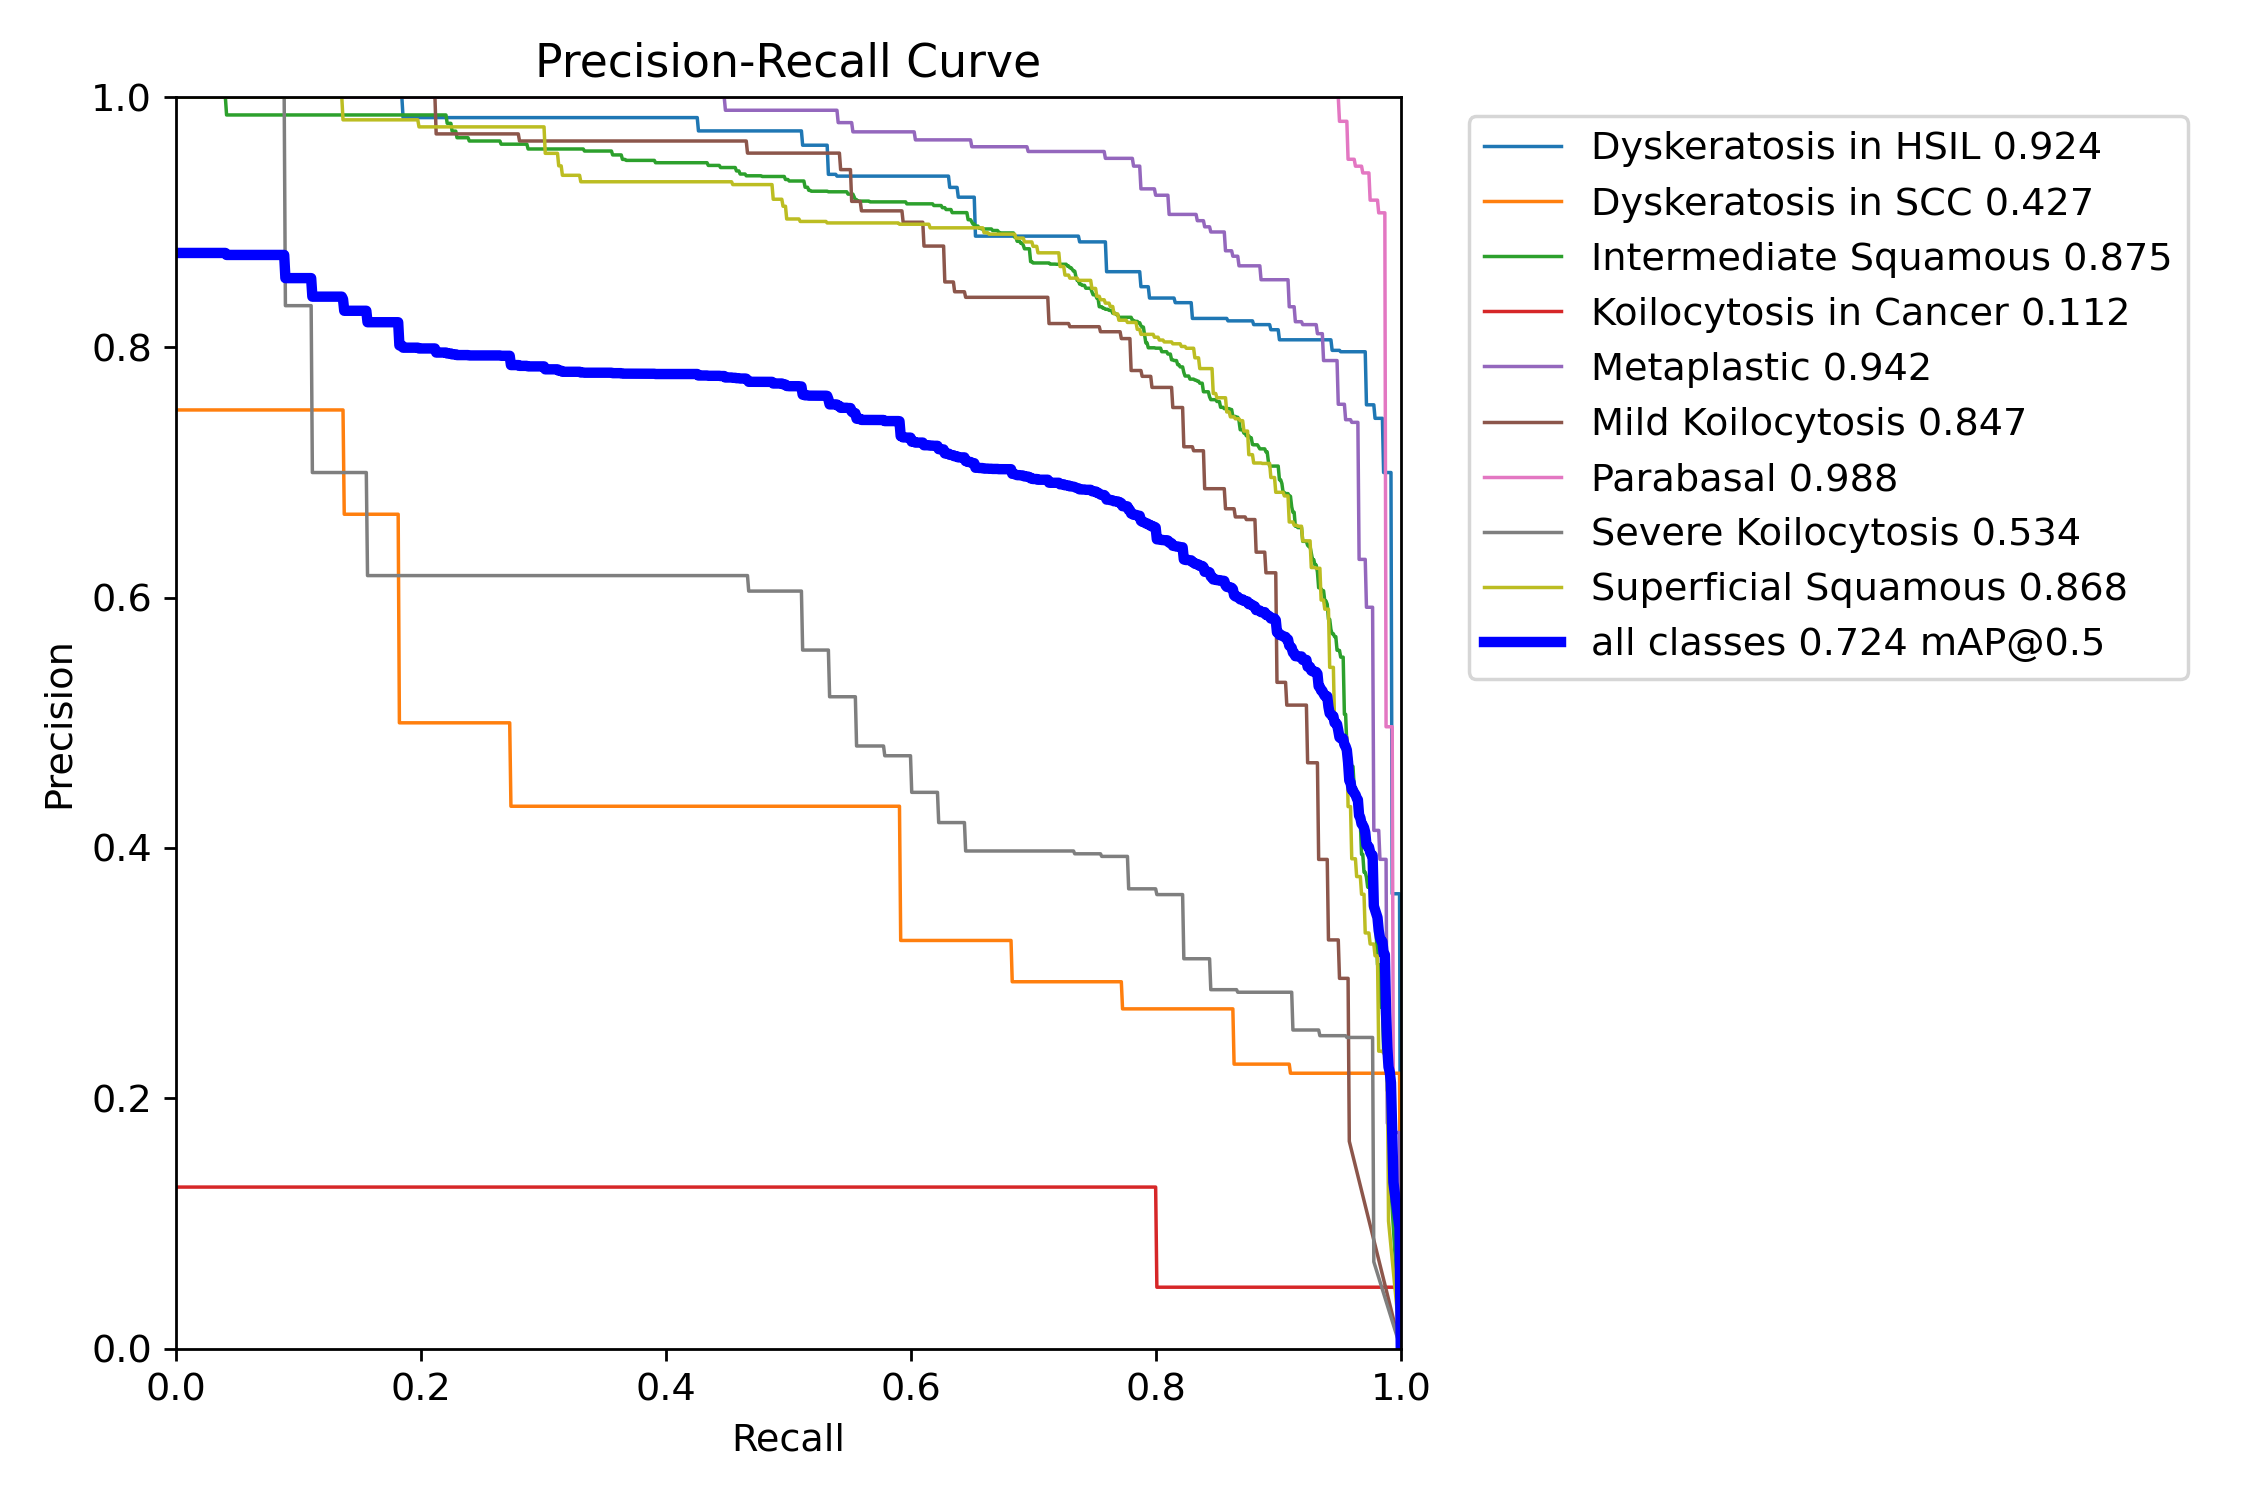 Precision-Recall Curve
1.0
0.8
0.6
0.4
0.2
0.0
Precision
0.0 0.2 0.4 0.6 0.8 1.0
Recall
Dyskeratosis in HSIL 0.924
Dyskeratosis in SCC 0.427
Intermediate Squamous 0.875
Koilocytosis in Cancer 0.112
Metaplastic 0.942
Mild Koilocytosis 0.847
Parabasal 0.988
Severe Koilocytosis 0.534
Superficial Squamous 0.868
all classes 0.724 mAP@0.5